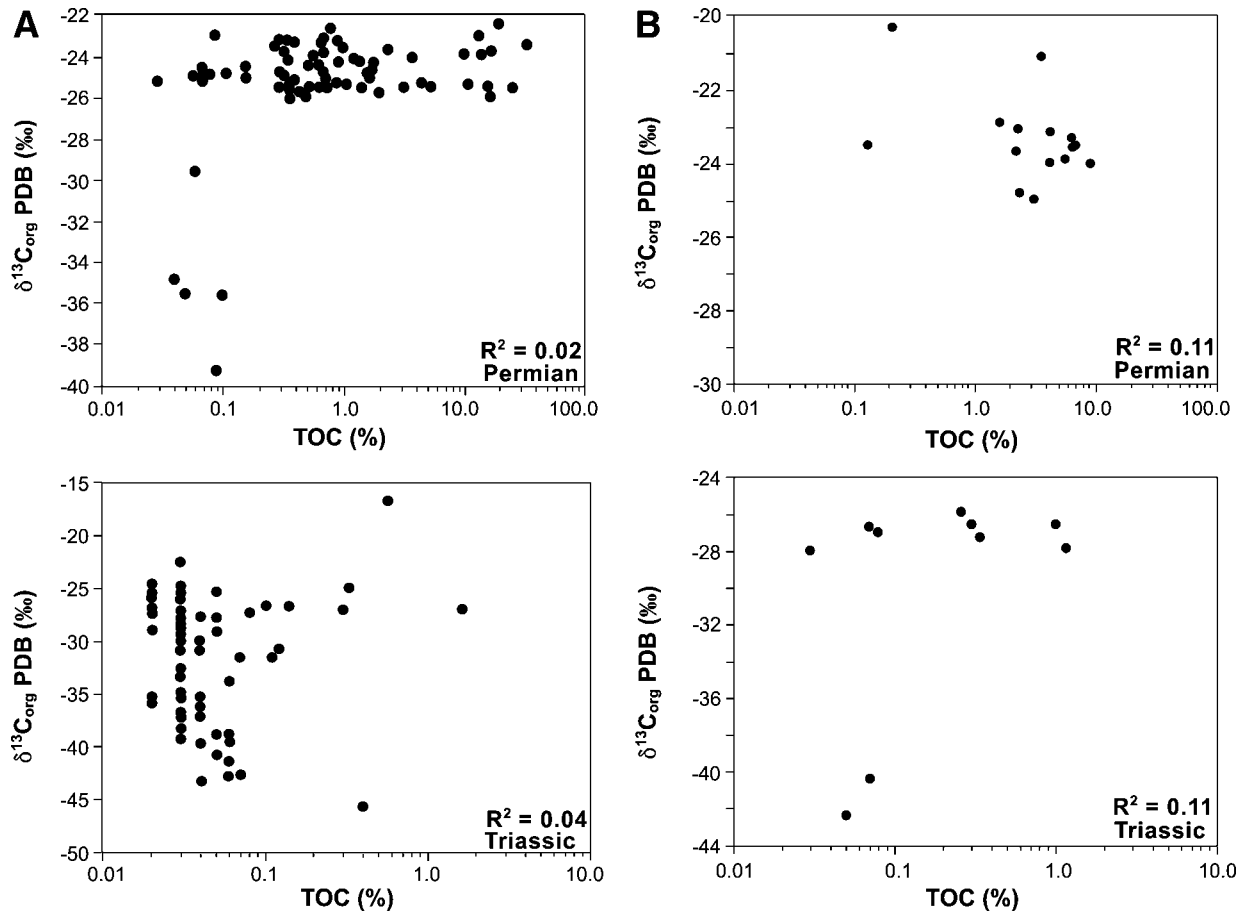 A
-22
-24
-26
-28
-30
-32
-34
-36
-38
-40
δ¹³C_org PDB (‰)
R² = 0.02
Permian
0.01 0.1 1.0 10.0 100.0
TOC (%)
B
-20
-22
-24
-26
-28
-30
δ¹³C_org PDB (‰)
R² = 0.11
Permian
0.01 0.1 1.0 10.0 100.0
TOC (%)
-15
-20
-25
-30
-35
-40
-45
-50
δ¹³C_org PDB (‰)
R² = 0.04
Triassic
0.01 0.1 1.0 10.0
TOC (%)
-24
-28
-32
-36
-40
-44
δ¹³C_org PDB (‰)
R² = 0.11
Triassic
0.01 0.1 1.0 10.0
TOC (%)